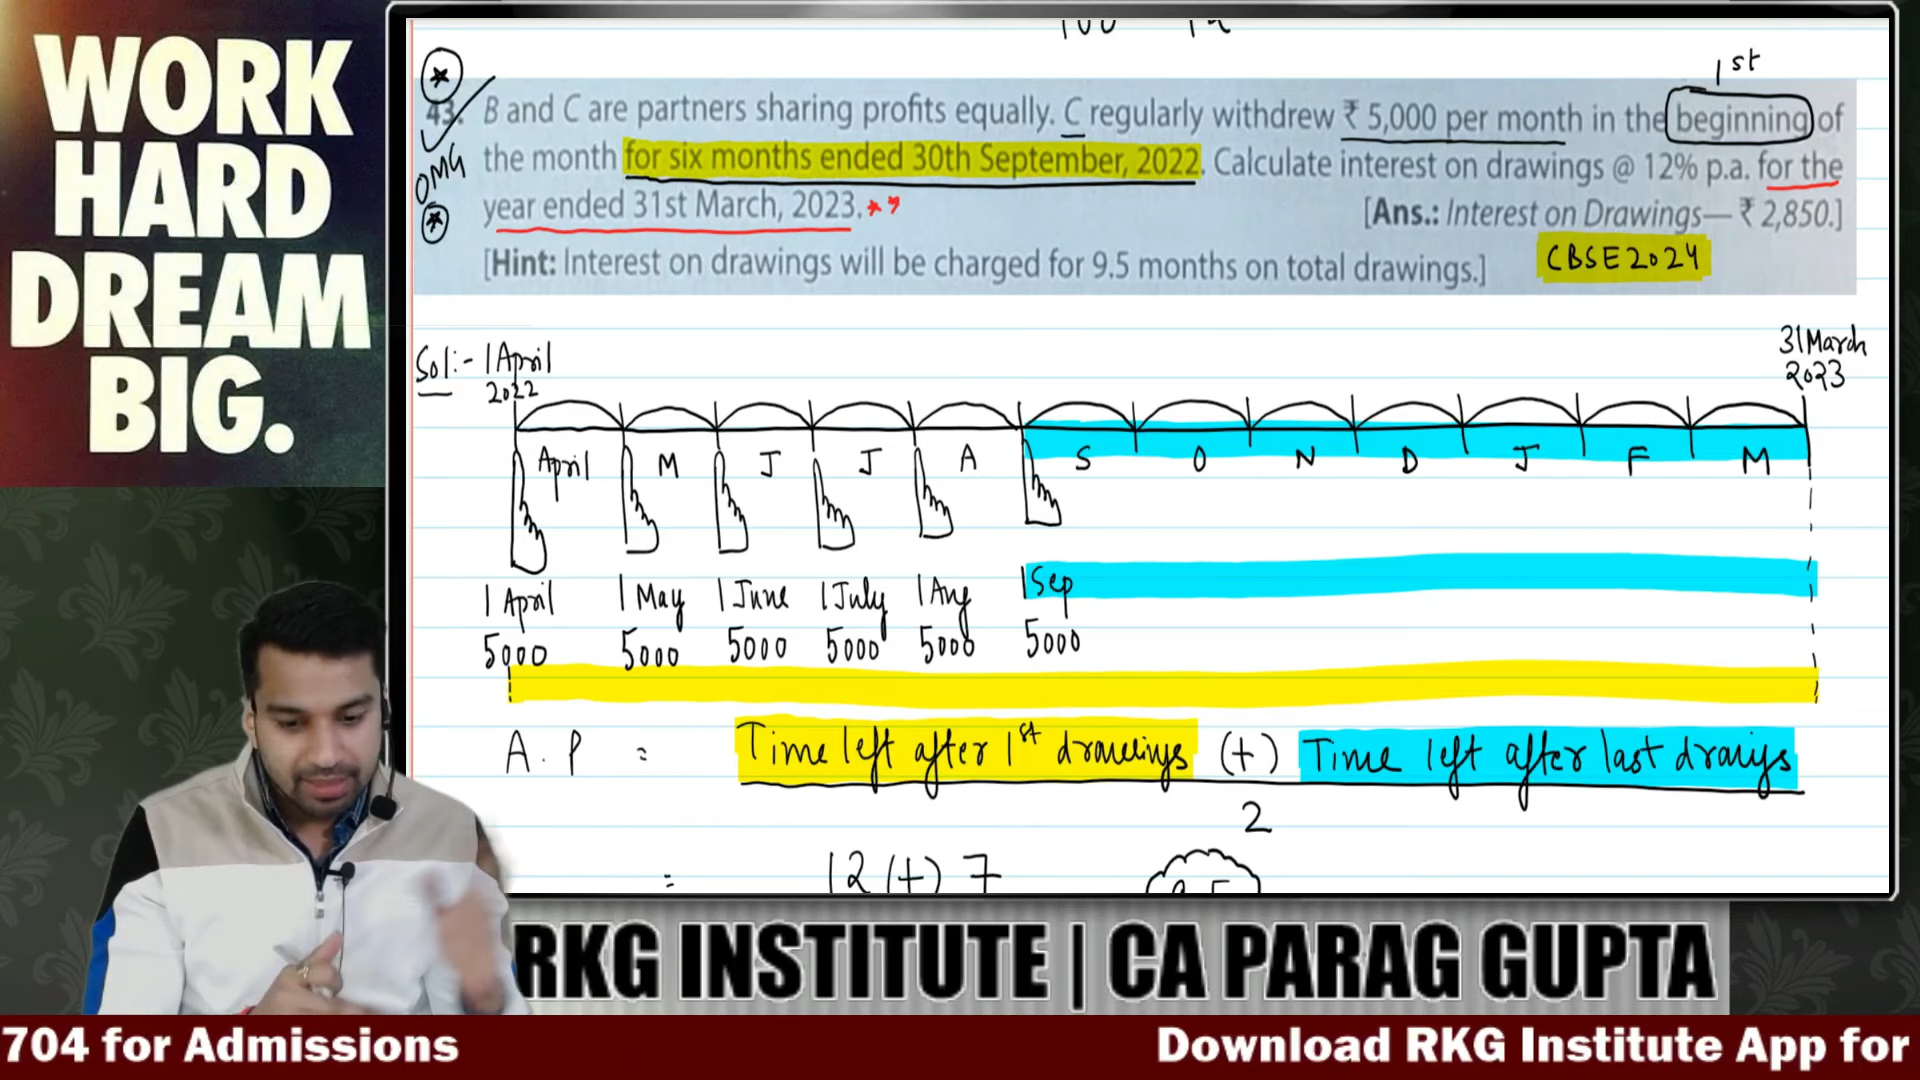 WORK
HARD
DREAM
BIG.
1st
43. B and C are partners sharing profits equally. C regularly withdrew ₹ 5,000 per month in the beginning of
OMG
the month for six months ended 30th September, 2022. Calculate interest on drawings @ 12% p.a. for the
year ended 31st March, 2023.
[Ans.: Interest on Drawings— ₹ 2,850.]
[Hint: Interest on drawings will be charged for 9.5 months on total drawings.]
CBSE 2024
Sol:- 1 April
2022
31 March
2023
April M J J A S O N D J F M
1 April 1 May 1 June 1 July 1 Aug 1 Sep
5000 5000 5000 5000 5000 5000
A.P = Time left after 1st drawings (+) Time left after last drawigs
2
= 12 (+) 7
RKG INSTITUTE | CA PARAG GUPTA
704 for Admissions
Download RKG Institute App for